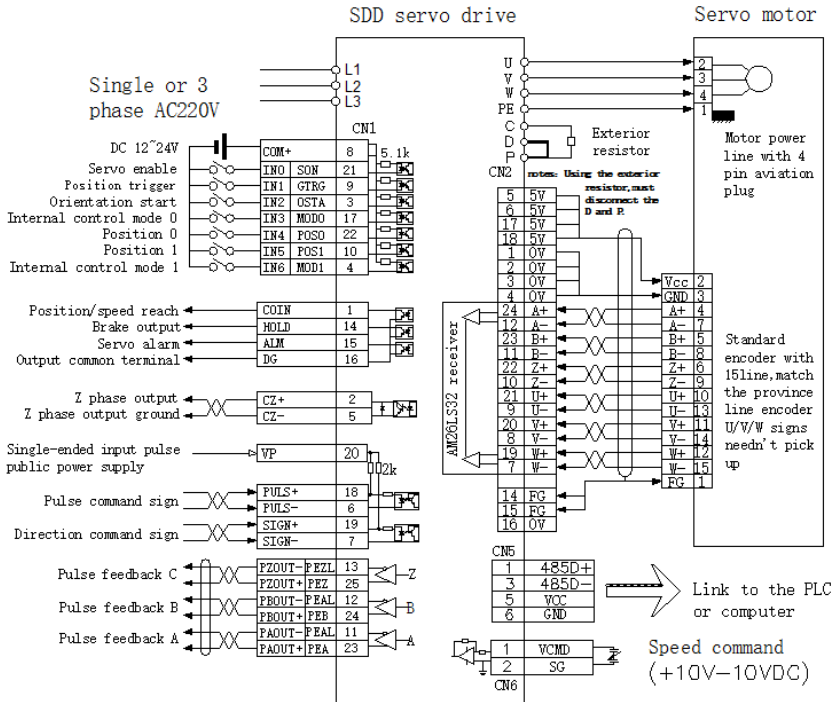 SDD servo drive
Servo motor
Single or 3
phase AC220V
L1
L2
L3
CN1
DC 12~24V
COM+ 8 5.1k
Servo enable IN0 SON 21
Position trigger IN1 GTRG 9
Orientation start IN2 OSTA 3
Internal control mode 0 IN3 MODO 17
Position 0 IN4 POSO 22
Position 1 IN5 POS1 10
Internal control mode 1 IN6 MOD1 4
Position/speed reach COIN 1
Brake output HOLD 14
Servo alarm ALM 15
Output common terminal DG 16
Z phase output CZ+ 2
Z phase output ground CZ- 5
Single-ended input pulse
public power supply
VP 20
2k
Pulse command sign
PULS+ 18
PULS- 6
Direction command sign
SIGN+ 19
SIGN- 7
Pulse feedback C
PZOUT- PEZL 13
PZOUT+ PEZ 25
Z
Pulse feedback B
PBOUT- PEAL 12
PBOUT+ PEB 24
B
Pulse feedback A
PAOUT- PEAL 11
PAOUT+ PEA 23
A
U 2
V 3
W 4
PE 1
C
D
P
Exterior
resistor
Motor power
line with 4
pin aviation
plug
CN2
notes: Using the exterior
resistor,must
disconnect the
D and P.
5 5V
6 5V
17 5V
18 5V
1 0V
2 0V
3 0V
4 0V
Vcc 2
GND 3
24 A+ A+ 4
12 A- A- 7
23 B+ B+ 5
11 B- B- 8
22 Z+ Z+ 6
10 Z- Z- 9
21 U+ U+ 10
9 U- U- 13
20 V+ V+ 11
8 V- V- 14
19 W+ W+ 12
7 W- W- 15
FG 1
14 FG
15 FG
16 0V
AM26LS32 receiver
Standard
encoder with
15line,match
the province
line encoder
U/V/W signs
needn't pick
up
CN5
1 485D+
3 485D-
5 VCC
6 GND
Link to the PLC
or computer
1 VCMD
2 SG
CN6
Speed command
(+10V-10VDC)